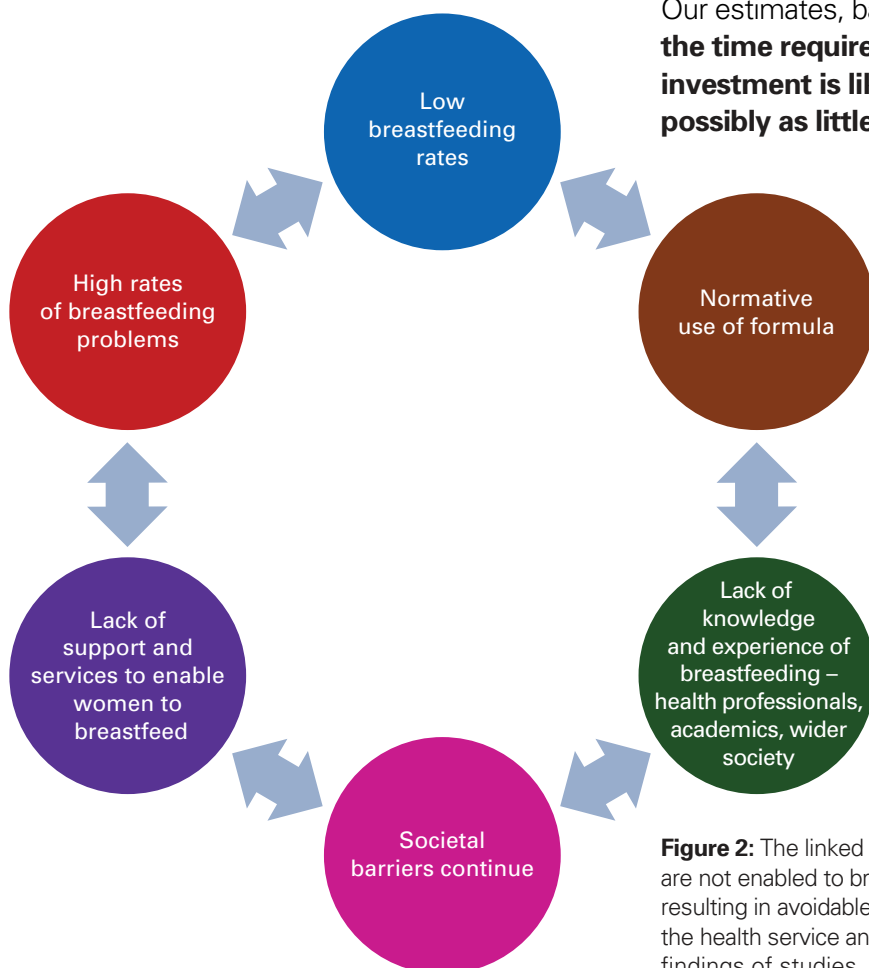 Our estimates, ba
the time require
investment is lik
possibly as little
Low
breastfeeding
rates
High rates
of breastfeeding
problems
Normative
use of formula
Lack of
support and
services to enable
women to
breastfeed
Lack of
knowledge
and experience of
breastfeeding –
health professionals,
academics, wider
society
Societal
barriers continue
Figure 2: The linked
are not enabled to br
resulting in avoidable
the health service an
findings of studies